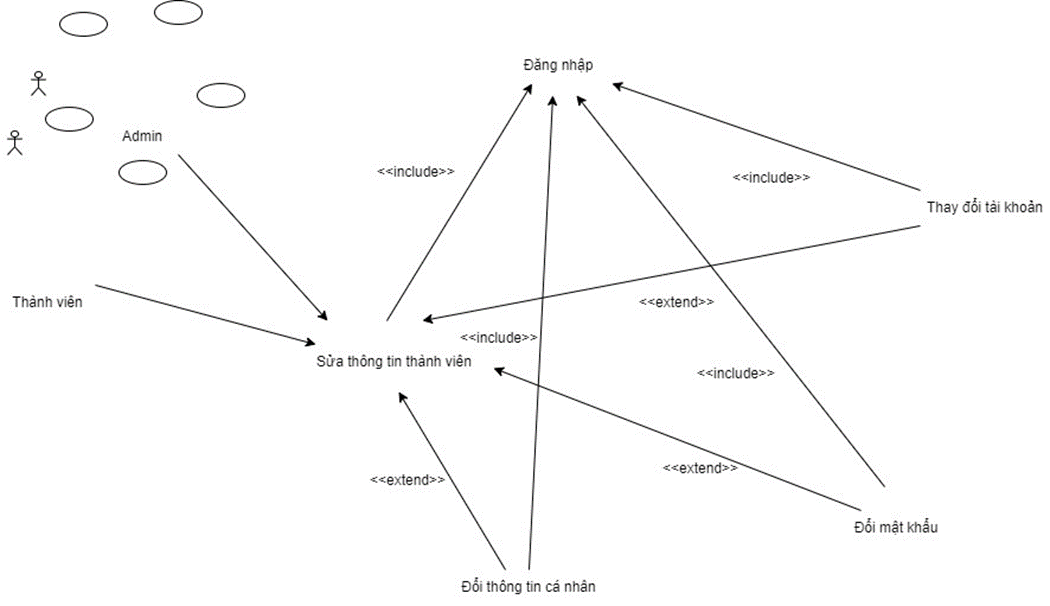 Đăng nhập
Admin
<<include>>
<<include>>
Thay đổi tài khoản
Thành viên
<<extend>>
<<include>>
Sửa thông tin thành viên
<<include>>
<<extend>>
<<extend>>
Đổi mật khẩu
Đổi thông tin cá nhân